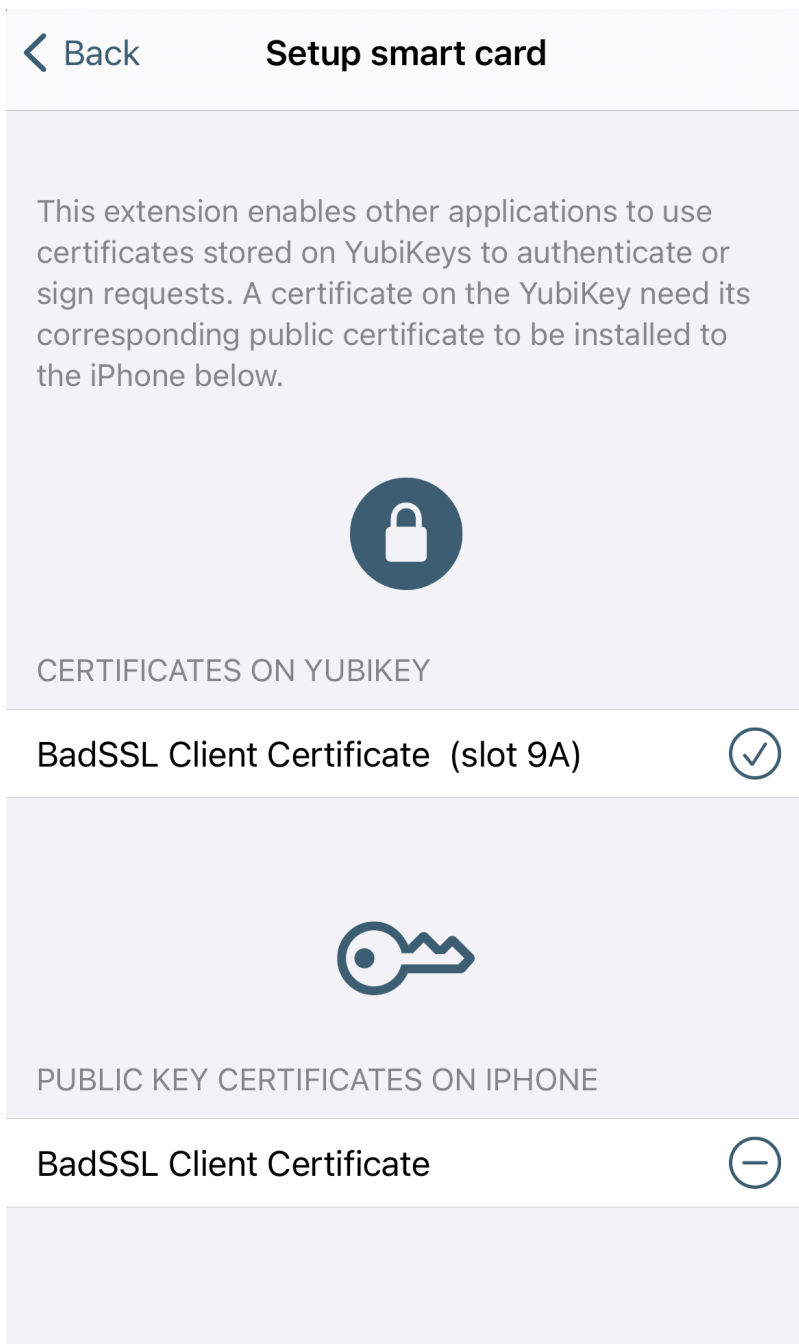 Back
Setup smart card
This extension enables other applications to use
certificates stored on YubiKeys to authenticate or
sign requests. A certificate on the YubiKey need its
corresponding public certificate to be installed to
the iPhone below.
CERTIFICATES ON YUBIKEY
BadSSL Client Certificate (slot 9A)
PUBLIC KEY CERTIFICATES ON IPHONE
BadSSL Client Certificate